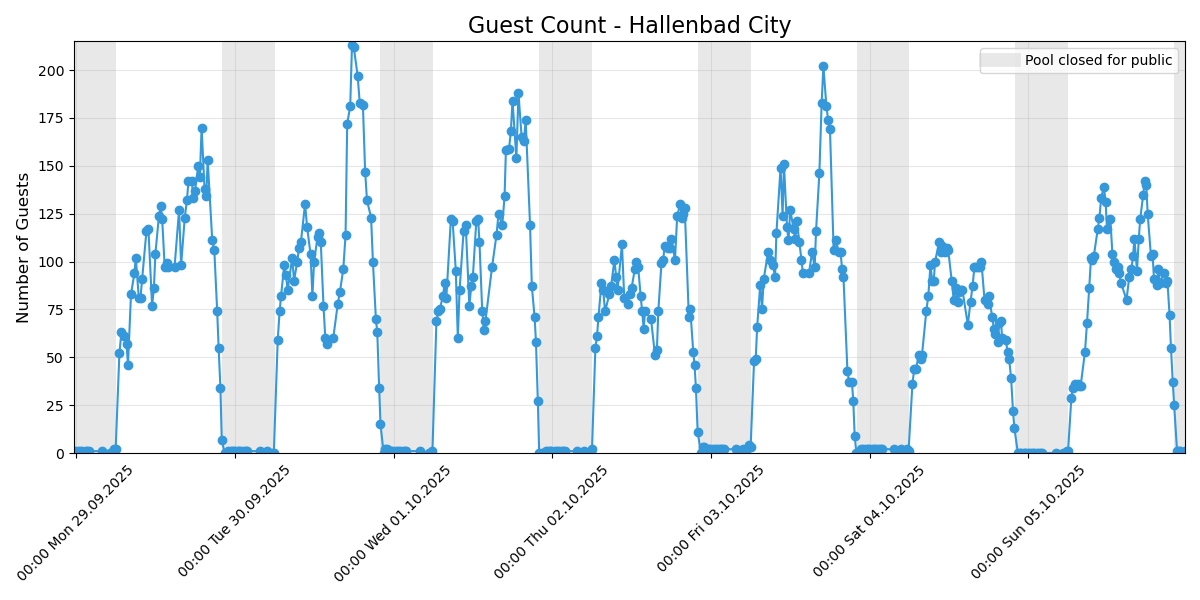 Guest Count - Hallenbad City
Pool closed for public
Number of Guests
200
175
150
125
100
75
50
25
0
00:00 Mon 29.09.2025
00:00 Tue 30.09.2025
00:00 Wed 01.10.2025
00:00 Thu 02.10.2025
00:00 Fri 03.10.2025
00:00 Sat 04.10.2025
00:00 Sun 05.10.2025